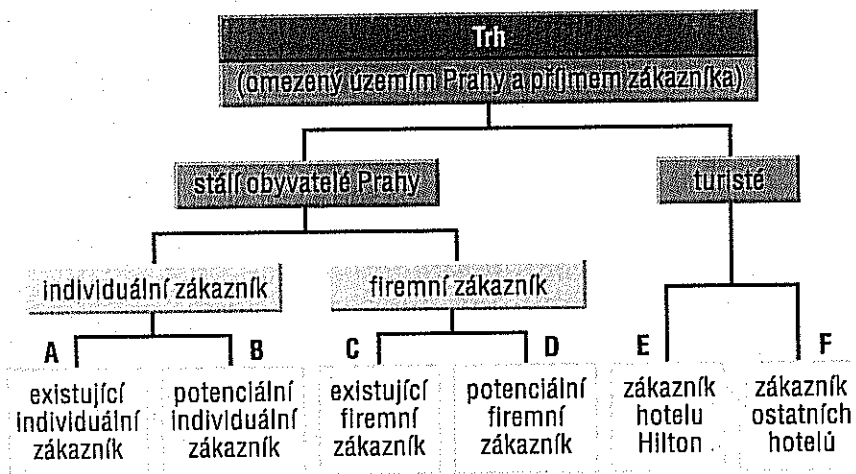 Trh
(omezený územím Prahy a příjmem zákazníka)
stálí obyvatelé Prahy
turisté
individuální zákazník
firemní zákazník
A
B
C
D
E
F
existující
individuální
zákazník
potenciální
individuální
zákazník
existující
firemní
zákazník
potenciální
firemní
zákazník
zákazník
hotelu
Hilton
zákazník
ostatních
hotelů